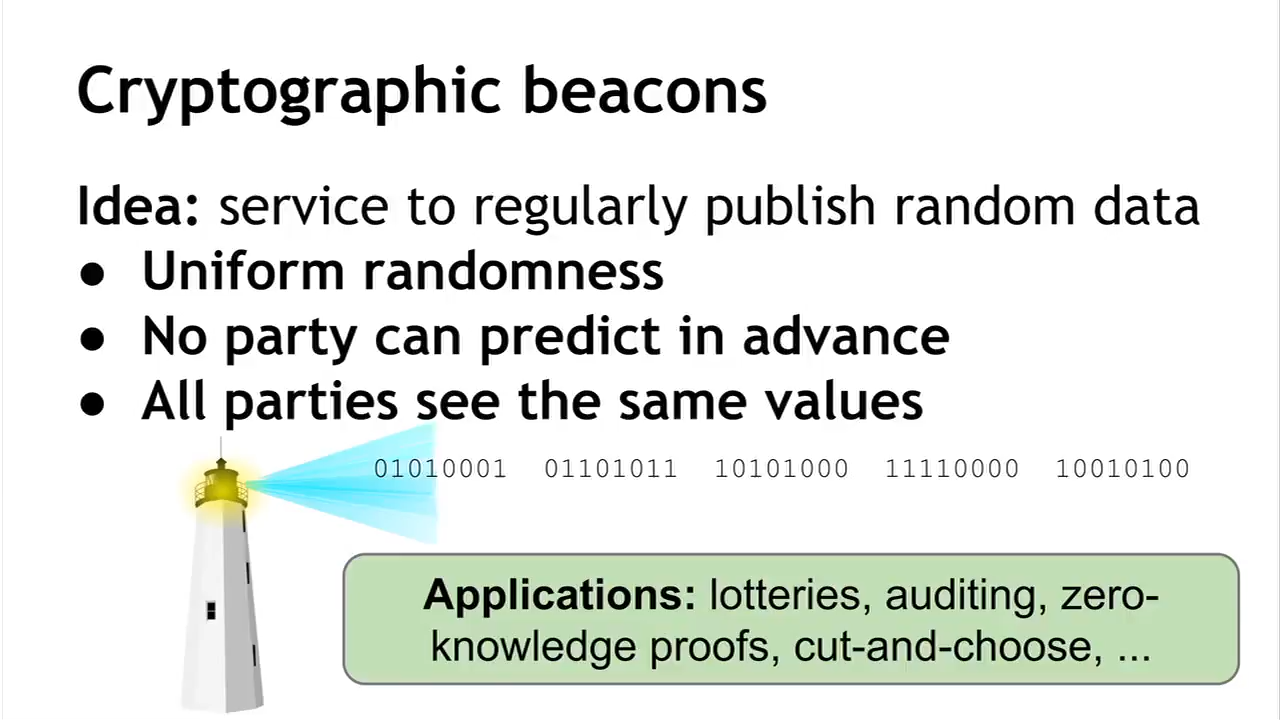 Cryptographic beacons
Idea: service to regularly publish random data
● Uniform randomness
● No party can predict in advance
● All parties see the same values
01010001 01101011 10101000 11110000 10010100
Applications: lotteries, auditing, zero-
knowledge proofs, cut-and-choose, ...